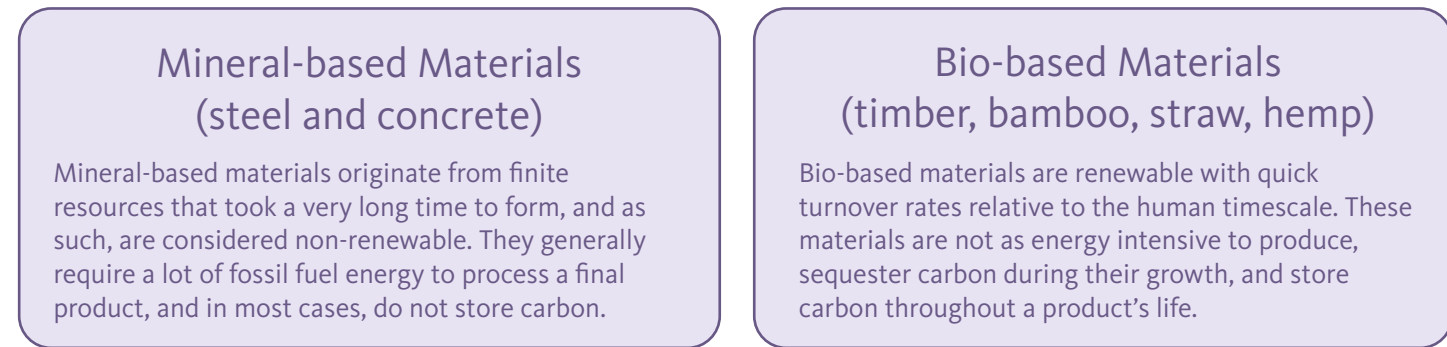 Mineral-based Materials
(steel and concrete)
Mineral-based materials originate from finite
resources that took a very long time to form, and as
such, are considered non-renewable. They generally
require a lot of fossil fuel energy to process a final
product, and in most cases, do not store carbon.
Bio-based Materials
(timber, bamboo, straw, hemp)
Bio-based materials are renewable with quick
turnover rates relative to the human timescale. These
materials are not as energy intensive to produce,
sequester carbon during their growth, and store
carbon throughout a product’s life.